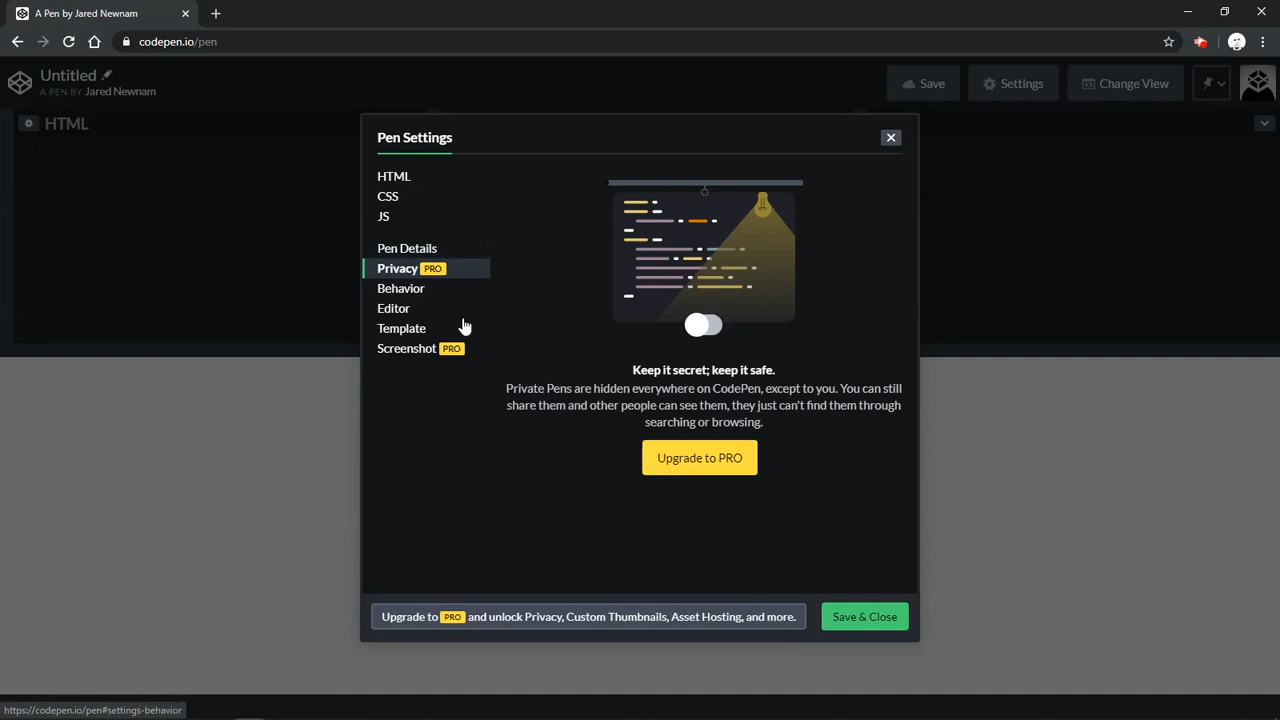 A Pen by Jared Newnam
codepen.io/pen
Untitled
A PEN BY Jared Newnam
Save
Settings
Change View
HTML
Pen Settings
HTML
CSS
JS
Pen Details
Privacy PRO
Behavior
Editor
Template
Screenshot PRO
Keep it secret; keep it safe.
Private Pens are hidden everywhere on CodePen, except to you. You can still
share them and other people can see them, they just can't find them through
searching or browsing.
Upgrade to PRO
Upgrade to PRO and unlock Privacy, Custom Thumbnails, Asset Hosting, and more.
Save & Close
https://codepen.io/pen#settings-behavior